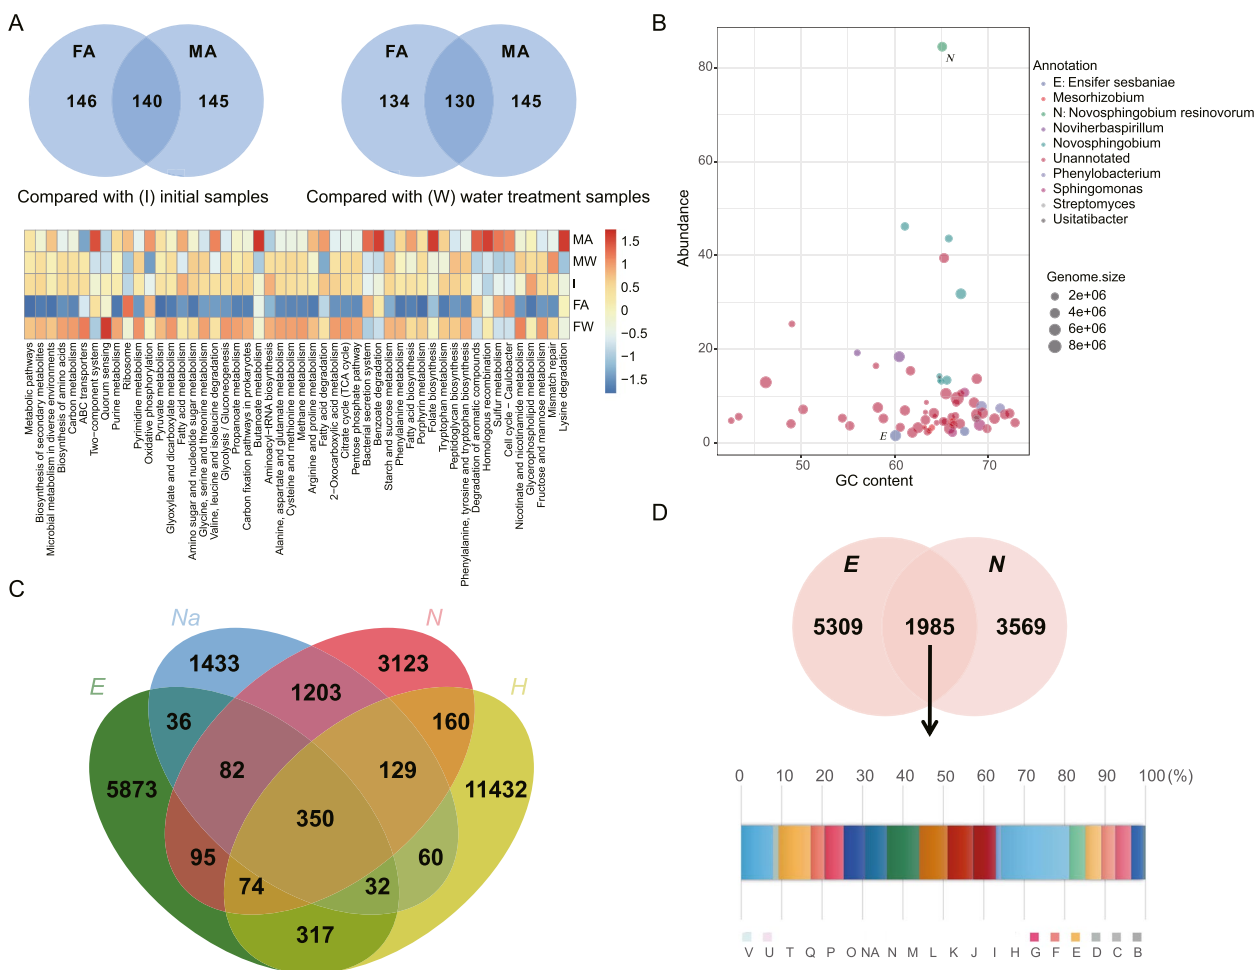 A
FA MA
146 140 145
Compared with (I) initial samples
FA MA
134 130 145
Compared with (W) water treatment samples
MA
MW
I
FA
FW
1.5
1
0.5
0
−0.5
−1
−1.5
Metabolic pathways
Biosynthesis of secondary metabolites
Microbial metabolism in diverse environments
Biosynthesis of amino acids
Carbon metabolism
ABC transporters
Two−component system
Quorum sensing
Purine metabolism
Ribosome
Pyrimidine metabolism
Oxidative phosphorylation
Pyruvate metabolism
Glyoxylate and dicarboxylate metabolism
Fatty acid metabolism
Amino sugar and nucleotide sugar metabolism
Glycine, serine and threonine metabolism
Valine, leucine and isoleucine degradation
Glycolysis / Gluconeogenesis
Propanoate metabolism
Carbon fixation pathways in prokaryotes
Butanoate metabolism
Aminoacyl−tRNA biosynthesis
Alanine, aspartate and glutamate metabolism
Cysteine and methionine metabolism
Methane metabolism
Arginine and proline metabolism
Fatty acid degradation
2−Oxocarboxylic acid metabolism
Citrate cycle (TCA cycle)
Pentose phosphate pathway
Bacterial secretion system
Benzoate degradation
Starch and sucrose metabolism
Phenylalanine metabolism
Fatty acid biosynthesis
Porphyrin metabolism
Folate biosynthesis
Tryptophan metabolism
Peptidoglycan biosynthesis
Phenylalanine, tyrosine and tryptophan biosynthesis
Degradation of aromatic compounds
Homologous recombination
Sulfur metabolism
Cell cycle − Caulobacter
Nicotinate and nicotinamide metabolism
Glycerophospholipid metabolism
Fructose and mannose metabolism
Mismatch repair
Lysine degradation
B
Abundance
80
60
40
20
0
N
E
50 60 70
GC content
Annotation
E: Ensifer sesbaniae
Mesorhizobium
N: Novosphingobium resinovorum
Noviherbaspirillum
Novosphingobium
Unannotated
Phenylobacterium
Sphingomonas
Streptomyces
Usitatibacter
Genome.size
2e+06
4e+06
6e+06
8e+06
C
Na N
E H
1433 3123
1203
36 160
82 129
5873 11432
350
95 60
74 32
317
D
E N
5309 1985 3569
0 10 20 30 40 50 60 70 80 90 100 (%)
V U T Q P O NA N M L K J I H G F E D C B